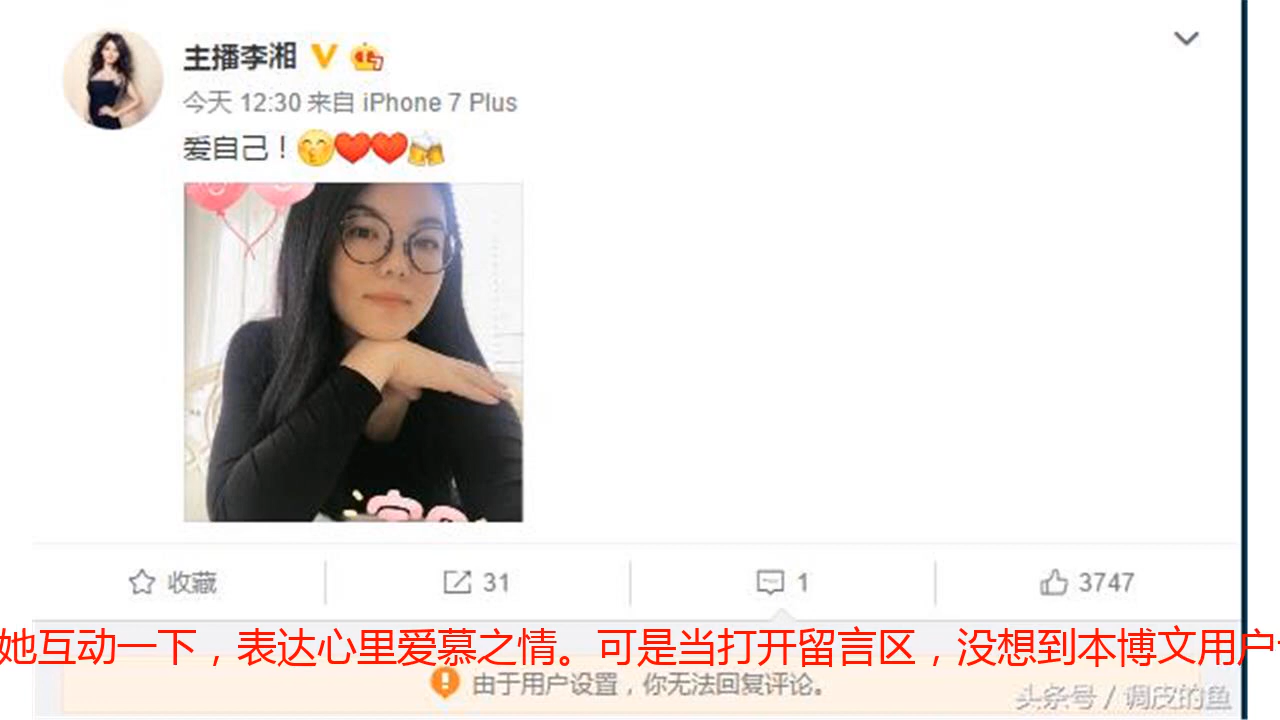 主播李湘
今天 12:30 来自 iPhone 7 Plus
爱自己！
收藏
31
1
3747
她互动一下，表达心里爱慕之情。可是当打开留言区，没想到本博文用户
由于用户设置，你无法回复评论。
头条号 / 调皮的鱼